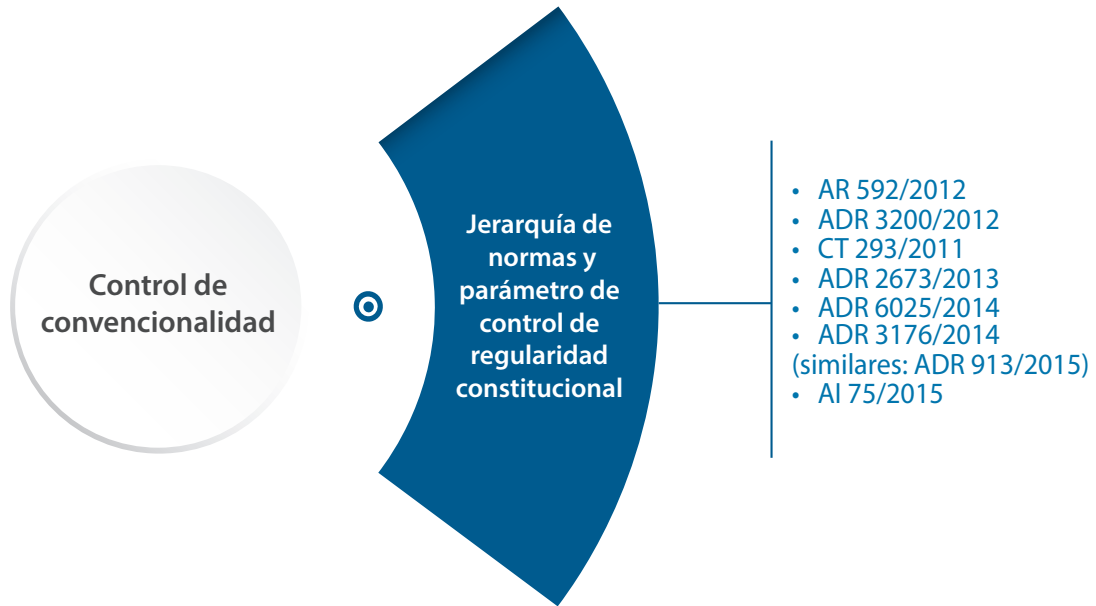 Control de
convencionalidad
Jerarquía de
normas y
parámetro de
control de
regularidad
constitucional
• AR 592/2012
• ADR 3200/2012
• CT 293/2011
• ADR 2673/2013
• ADR 6025/2014
• ADR 3176/2014
(similares: ADR 913/2015)
• AI 75/2015